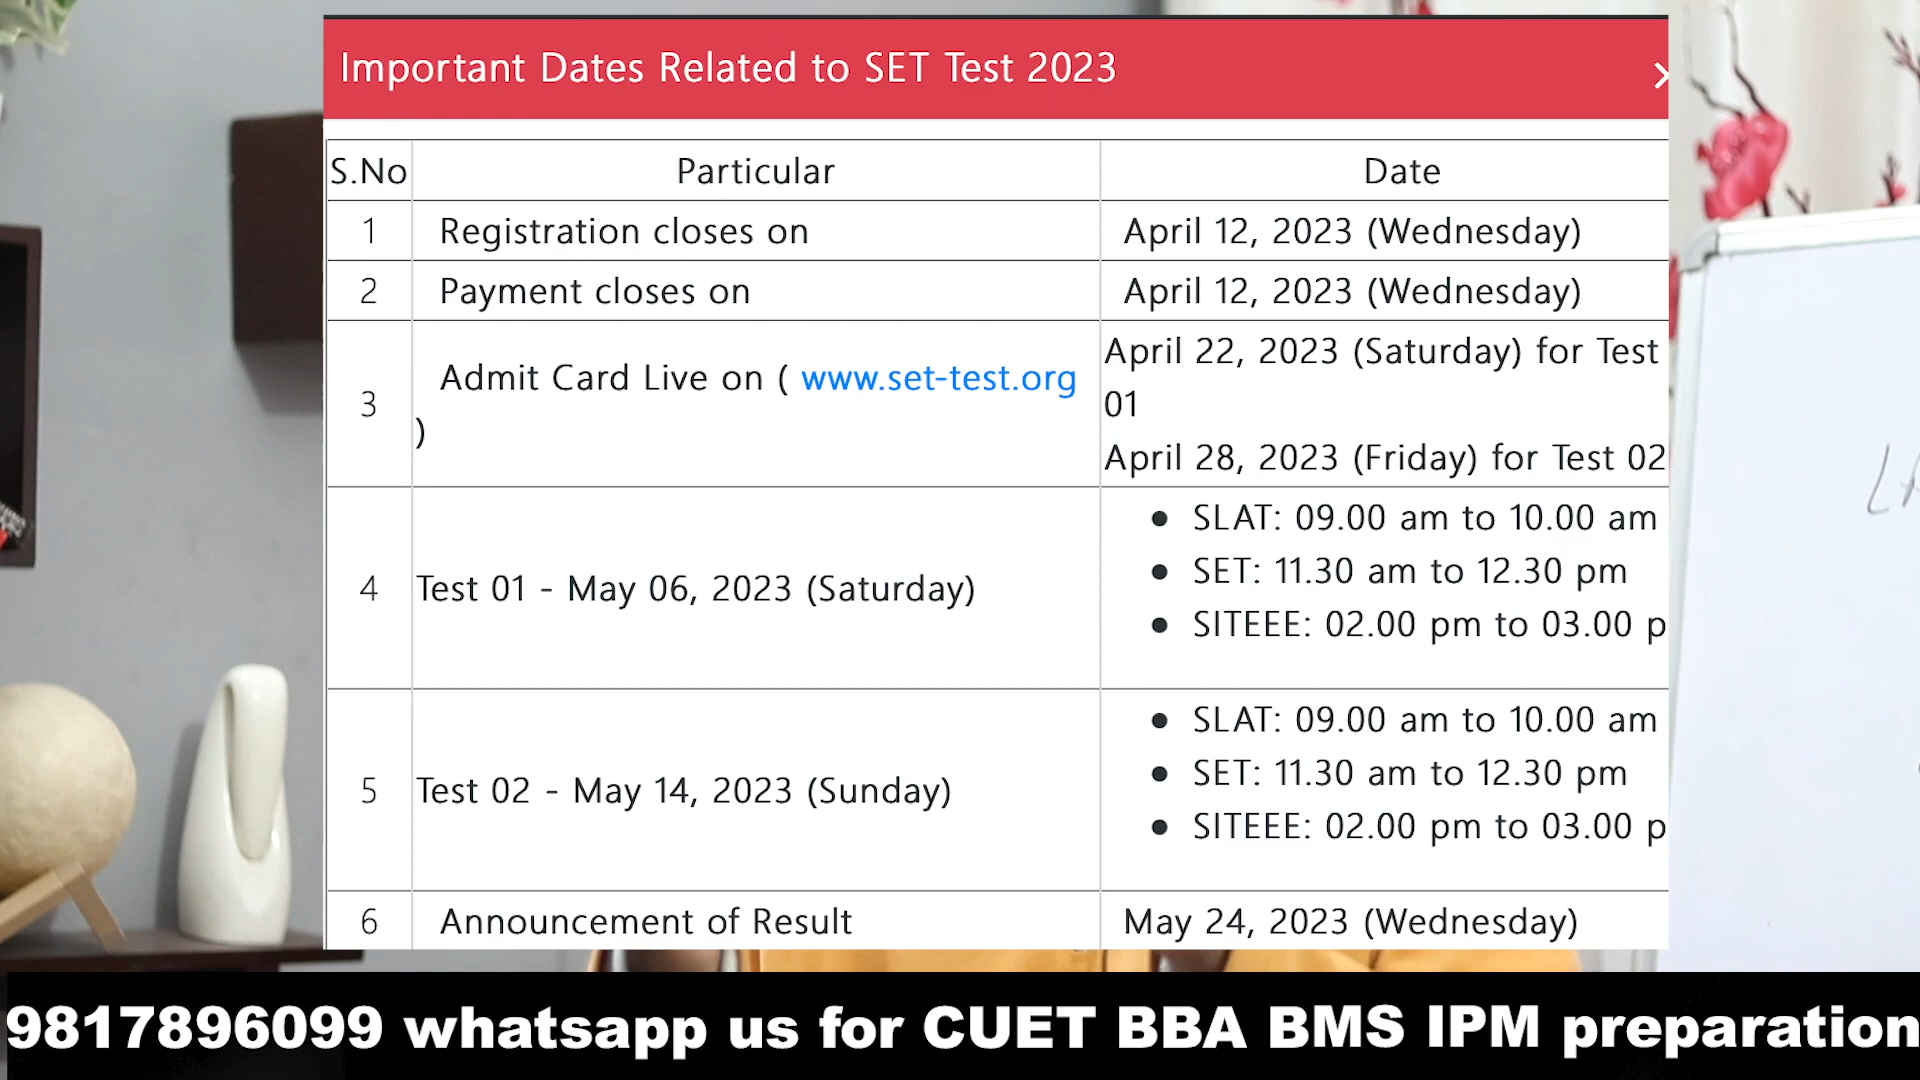 Important Dates Related to SET Test 2023
S.No Particular Date
1 Registration closes on April 12, 2023 (Wednesday)
2 Payment closes on April 12, 2023 (Wednesday)
3 Admit Card Live on ( www.set-test.org
)
April 22, 2023 (Saturday) for Test
01
April 28, 2023 (Friday) for Test 02
4 Test 01 - May 06, 2023 (Saturday)
• SLAT: 09.00 am to 10.00 am
• SET: 11.30 am to 12.30 pm
• SITEEE: 02.00 pm to 03.00 p
5 Test 02 - May 14, 2023 (Sunday)
• SLAT: 09.00 am to 10.00 am
• SET: 11.30 am to 12.30 pm
• SITEEE: 02.00 pm to 03.00 p
6 Announcement of Result May 24, 2023 (Wednesday)
9817896099 whatsapp us for CUET BBA BMS IPM preparation